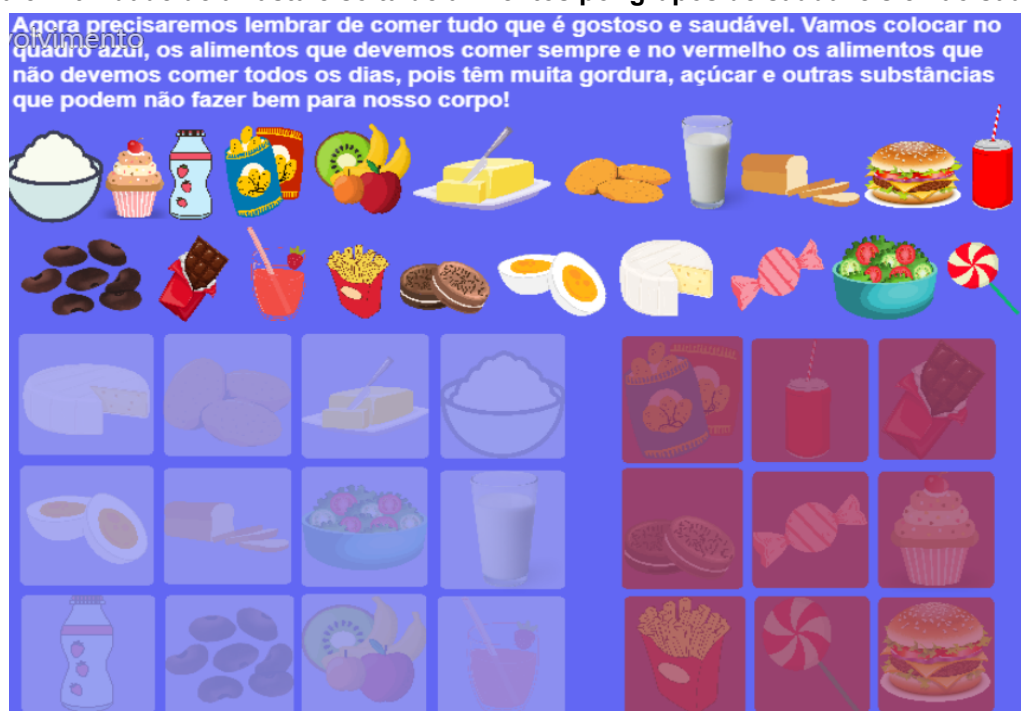 Agora precisaremos lembrar de comer tudo que é gostoso e saudável. Vamos colocar no
quadro azul, os alimentos que devemos comer sempre e no vermelho os alimentos que
não devemos comer todos os dias, pois têm muita gordura, açúcar e outras substâncias
que podem não fazer bem para nosso corpo!